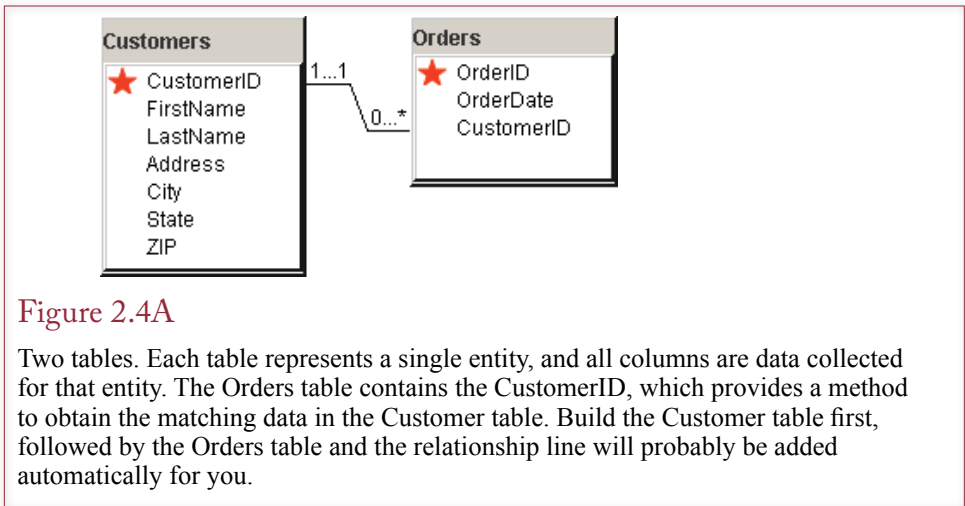 Customers
CustomerID
FirstName
LastName
Address
City
State
ZIP
1...1
0...*
Orders
OrderID
OrderDate
CustomerID
Figure 2.4A
Two tables. Each table represents a single entity, and all columns are data collected
for that entity. The Orders table contains the CustomerID, which provides a method
to obtain the matching data in the Customer table. Build the Customer table first,
followed by the Orders table and the relationship line will probably be added
automatically for you.